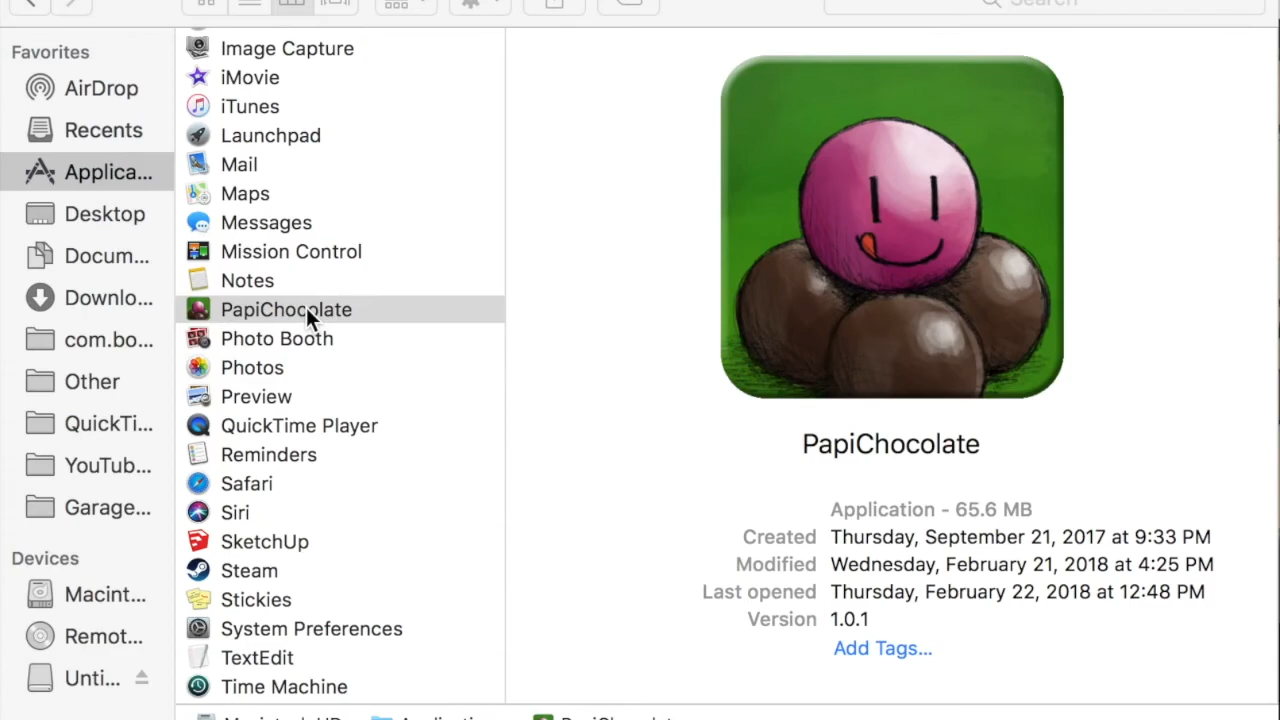 Search
Favorites
AirDrop
Recents
Applica...
Desktop
Docum...
Downlo...
com.bo...
Other
QuickTi...
YouTub...
Garage...
Devices
Macint...
Remot...
Unti...
Image Capture
iMovie
iTunes
Launchpad
Mail
Maps
Messages
Mission Control
Notes
PapiChocolate
Photo Booth
Photos
Preview
QuickTime Player
Reminders
Safari
Siri
SketchUp
Steam
Stickies
System Preferences
TextEdit
Time Machine
PapiChocolate
Application - 65.6 MB
Created Thursday, September 21, 2017 at 9:33 PM
Modified Wednesday, February 21, 2018 at 4:25 PM
Last opened Thursday, February 22, 2018 at 12:48 PM
Version 1.0.1
Add Tags...